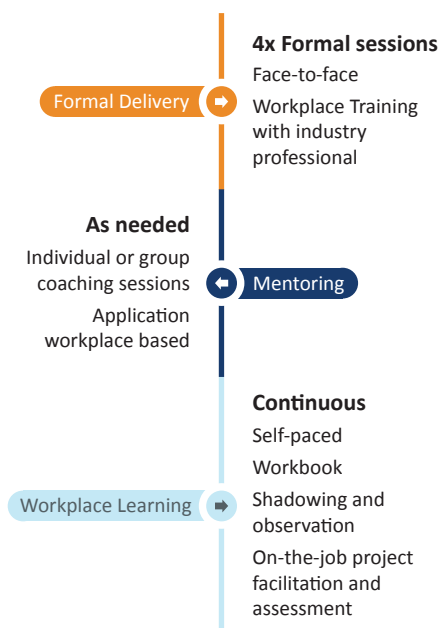 Formal Delivery
4x Formal sessions
Face-to-face
Workplace Training
with industry
professional
Mentoring
As needed
Individual or group
coaching sessions
Application
workplace based
Workplace Learning
Continuous
Self-paced
Workbook
Shadowing and
observation
On-the-job project
facilitation and
assessment